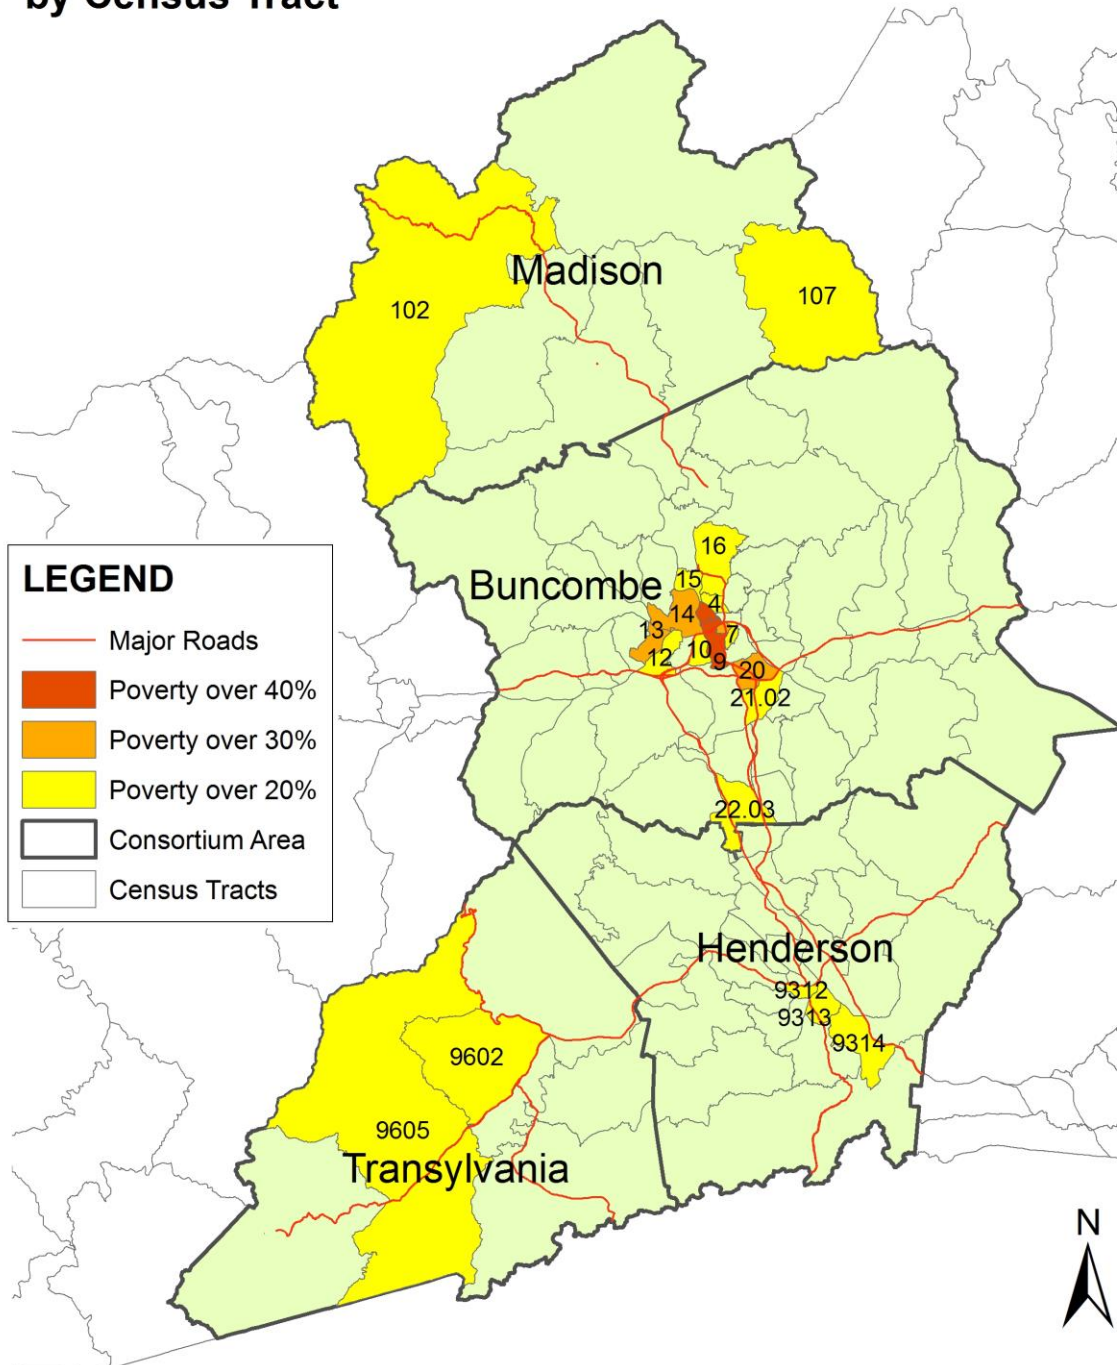 by Census Tract
Madison
102
107
16
Buncombe
15
4
14
13
7
10
12
9
20
21.02
22.03
LEGEND
Major Roads
Poverty over 40%
Poverty over 30%
Poverty over 20%
Consortium Area
Census Tracts
Henderson
9312
9313
9314
9602
9605
Transylvania
N